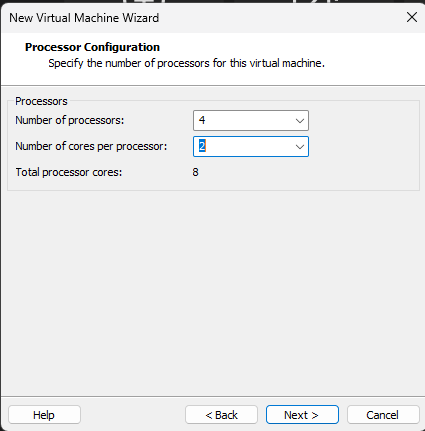 New Virtual Machine Wizard
Processor Configuration
Specify the number of processors for this virtual machine.
Processors
Number of processors: 4
Number of cores per processor: 2
Total processor cores: 8
Help < Back Next > Cancel